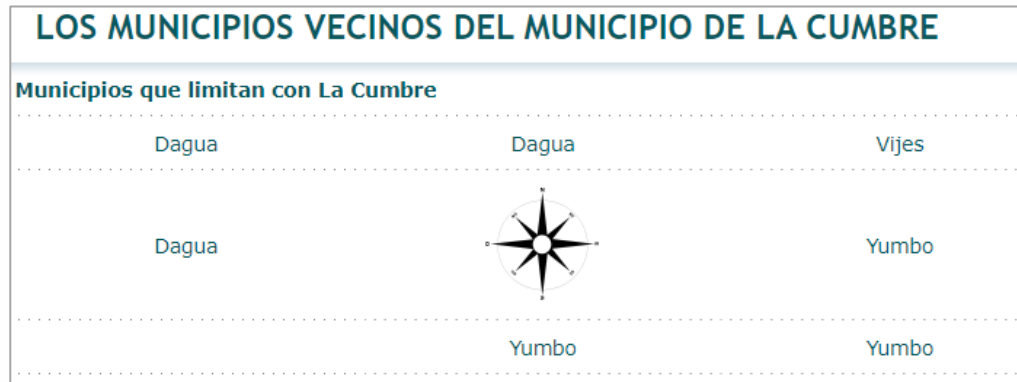 LOS MUNICIPIOS VECINOS DEL MUNICIPIO DE LA CUMBRE
Municipios que limitan con La Cumbre
Dagua Dagua Vijes
N
Dagua Yumbo
Yumbo Yumbo